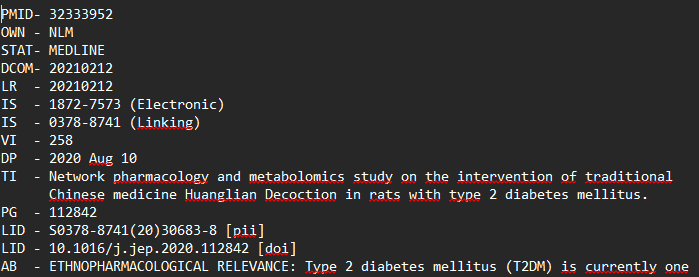 PMID- 32333952
OWN - NLM
STAT- MEDLINE
DCOM- 20210212
LR  - 20210212
IS  - 1872-7573 (Electronic)
IS  - 0378-8741 (Linking)
VI  - 258
DP  - 2020 Aug 10
TI  - Network pharmacology and metabolomics study on the intervention of traditional
      Chinese medicine Huanglian Decoction in rats with type 2 diabetes mellitus.
PG  - 112842
LID - S0378-8741(20)30683-8 [pii]
LID - 10.1016/j.jep.2020.112842 [doi]
AB  - ETHNOPHARMACOLOGICAL RELEVANCE: Type 2 diabetes mellitus (T2DM) is currently one